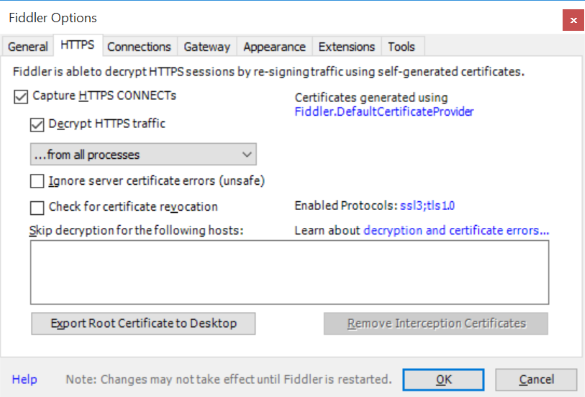 Fiddler Options
x
General HTTPS Connections Gateway Appearance Extensions Tools
Fiddler is able to decrypt HTTPS sessions by re-signing traffic using self-generated certificates.
Capture HTTPS CONNECTs
Certificates generated using
Fiddler.DefaultCertificateProvider
Decrypt HTTPS traffic
...from all processes
Ignore server certificate errors (unsafe)
Check for certificate revocation
Enabled Protocols: ssl3;tls1.0
Skip decryption for the following hosts:
Learn about decryption and certificate errors...
Export Root Certificate to Desktop
Remove Interception Certificates
Help
Note: Changes may not take effect until Fiddler is restarted.
OK
Cancel